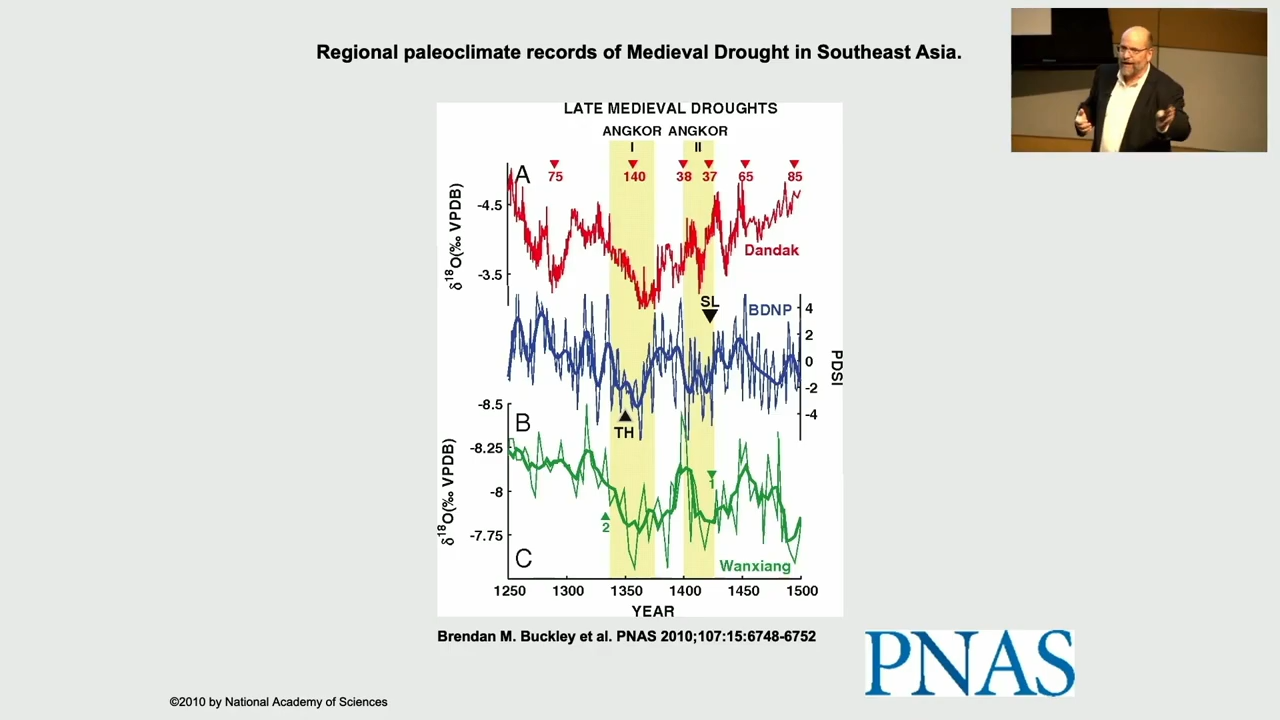 Regional paleoclimate records of Medieval Drought in Southeast Asia.
LATE MEDIEVAL DROUGHTS
ANGKOR ANGKOR
I II
A
75 140 38 37 65 85
δ18O(‰ VPDB)
-4.5
-3.5
Dandak
SL
BDNP
4
2
0
-2
-4
PDSI
TH
B
δ18O(‰ VPDB)
-8.5
-8.25
-8
-7.75
1
2
C
Wanxiang
1250 1300 1350 1400 1450 1500
YEAR
Brendan M. Buckley et al. PNAS 2010;107:15:6748-6752
PNAS
©2010 by National Academy of Sciences